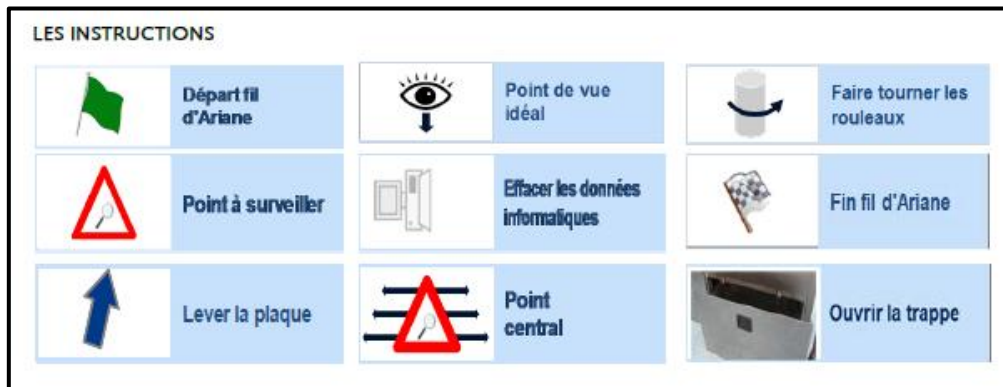 LES INSTRUCTIONS
Départ fil
d'Ariane
Point de vue
idéal
Faire tourner les
rouleaux
Point à surveiller
Effacer les données
informatiques
Fin fil d'Ariane
Lever la plaque
Point
central
Ouvrir la trappe